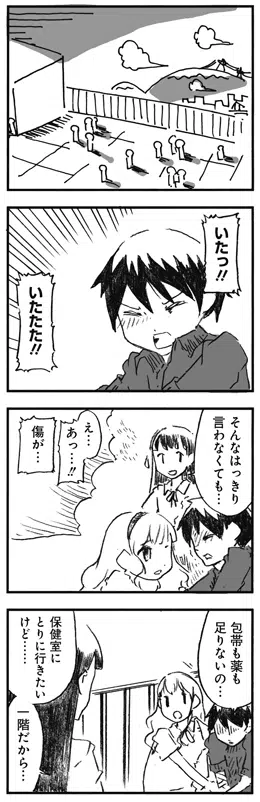 いたっ!!
いたたた!!
そんなはっきり
言わなくても…
え…
あっ…!!
傷が…
包帯も薬も
足りないの…
保健室に
とりに行きたい
けど……
一階だから…